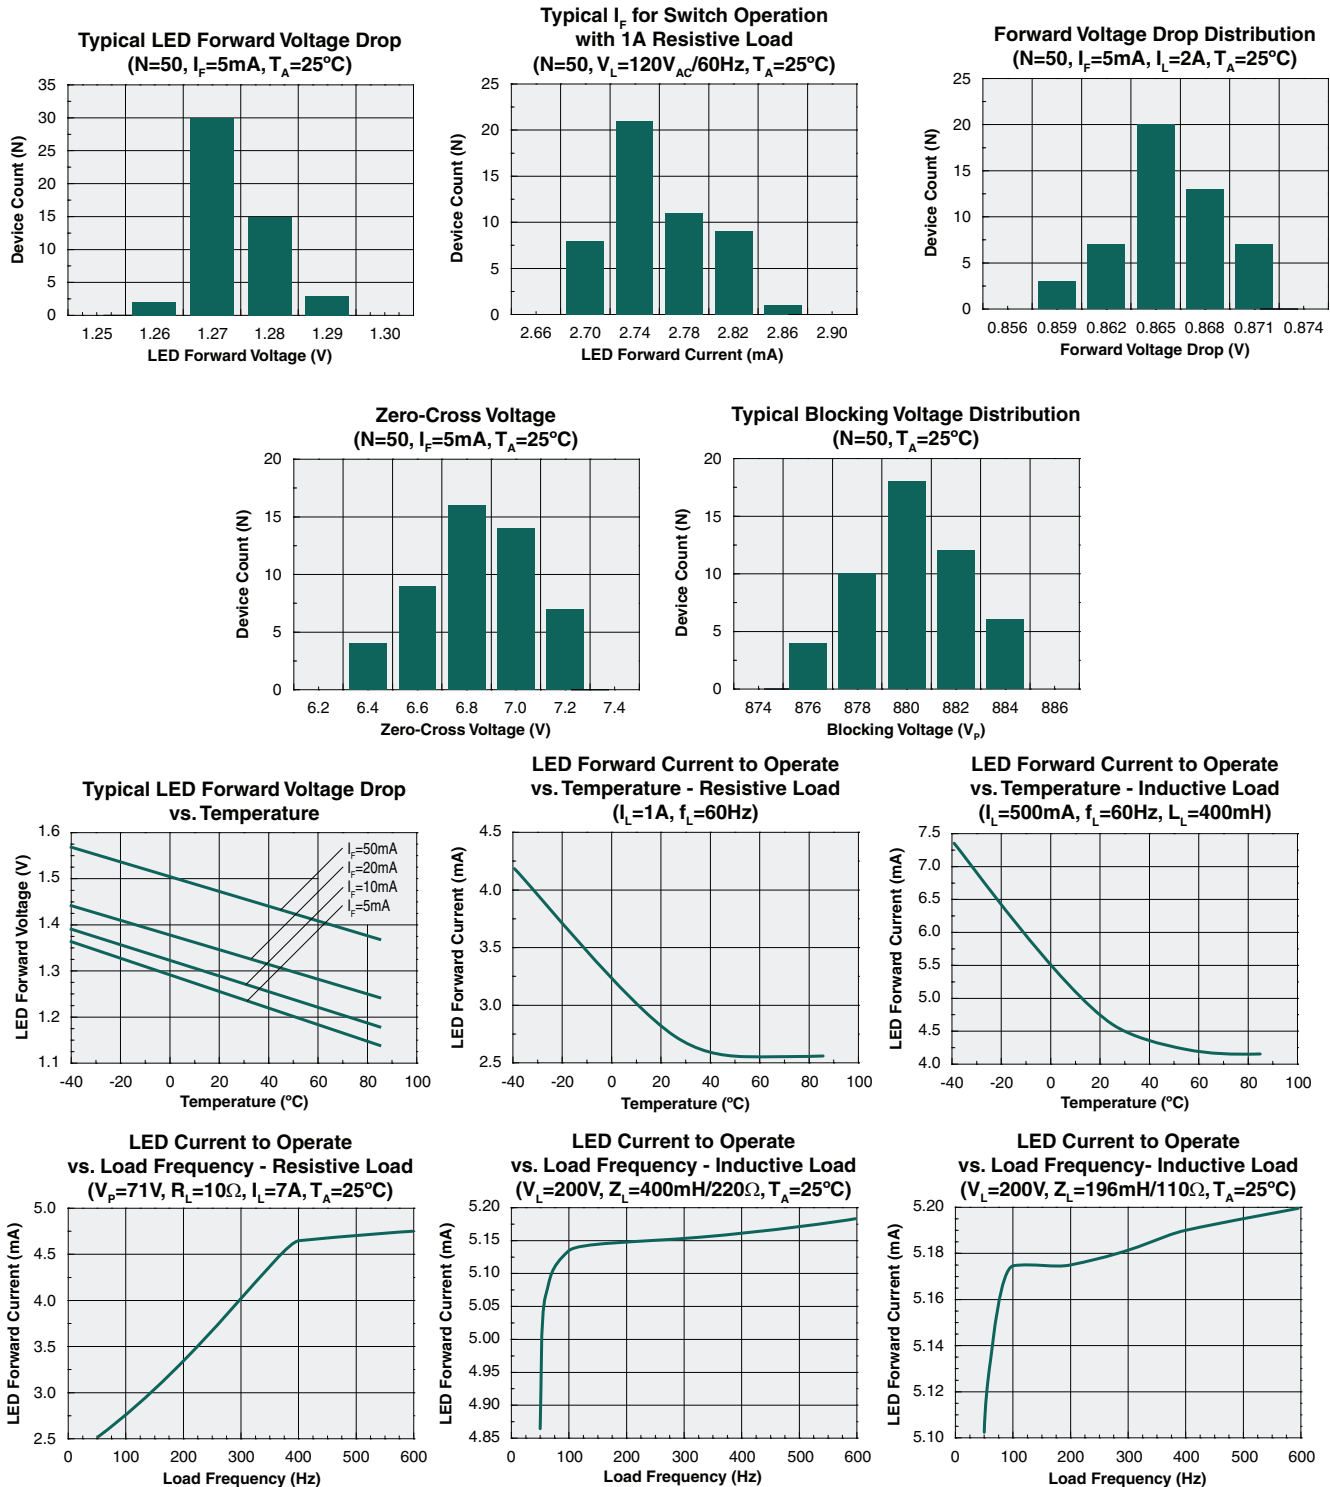 Typical LED Forward Voltage Drop
(N=50, IF=5mA, TA=25ºC)
35
30
25
20
15
10
5
0
Device Count (N)
1.25 1.26 1.27 1.28 1.29 1.30
LED Forward Voltage (V)
Typical IF for Switch Operation
with 1A Resistive Load
(N=50, VL=120VAC/60Hz, TA=25ºC)
25
20
15
10
5
0
Device Count (N)
2.66 2.70 2.74 2.78 2.82 2.86 2.90
LED Forward Current (mA)
Forward Voltage Drop Distribution
(N=50, IF=5mA, IL=2A, TA=25ºC)
25
20
15
10
5
0
Device Count (N)
0.856 0.859 0.862 0.865 0.868 0.871 0.874
Forward Voltage Drop (V)
Zero-Cross Voltage
(N=50, IF=5mA, TA=25ºC)
20
15
10
5
0
Device Count (N)
6.2 6.4 6.6 6.8 7.0 7.2 7.4
Zero-Cross Voltage (V)
Typical Blocking Voltage Distribution
(N=50, TA=25ºC)
20
15
10
5
0
Device Count (N)
874 876 878 880 882 884 886
Blocking Voltage (VP)
Typical LED Forward Voltage Drop
vs. Temperature
1.6
1.5
1.4
1.3
1.2
1.1
LED Forward Voltage (V)
IF=50mA
IF=20mA
IF=10mA
IF=5mA
-40 -20 0 20 40 60 80 100
Temperature (ºC)
LED Forward Current to Operate
vs. Temperature - Resistive Load
(IL=1A, fL=60Hz)
4.5
4.0
3.5
3.0
2.5
LED Forward Current (mA)
-40 -20 0 20 40 60 80 100
Temperature (ºC)
LED Forward Current to Operate
vs. Temperature - Inductive Load
(IL=500mA, fL=60Hz, LL=400mH)
7.5
7.0
6.5
6.0
5.5
5.0
4.5
4.0
LED Forward Current (mA)
-40 -20 0 20 40 60 80 100
Temperature (ºC)
LED Current to Operate
vs. Load Frequency - Resistive Load
(VP=71V, RL=10Ω, IL=7A, TA=25ºC)
5.0
4.5
4.0
3.5
3.0
2.5
LED Forward Current (mA)
0 100 200 300 400 500 600
Load Frequency (Hz)
LED Current to Operate
vs. Load Frequency - Inductive Load
(VL=200V, ZL=400mH/220Ω, TA=25ºC)
5.20
5.15
5.10
5.05
5.00
4.95
4.90
4.85
LED Forward Current (mA)
0 100 200 300 400 500 600
Load Frequency (Hz)
LED Current to Operate
vs. Load Frequency- Inductive Load
(VL=200V, ZL=196mH/110Ω, TA=25ºC)
5.20
5.18
5.16
5.14
5.12
5.10
LED Forward Current (mA)
0 100 200 300 400 500 600
Load Frequency (Hz)